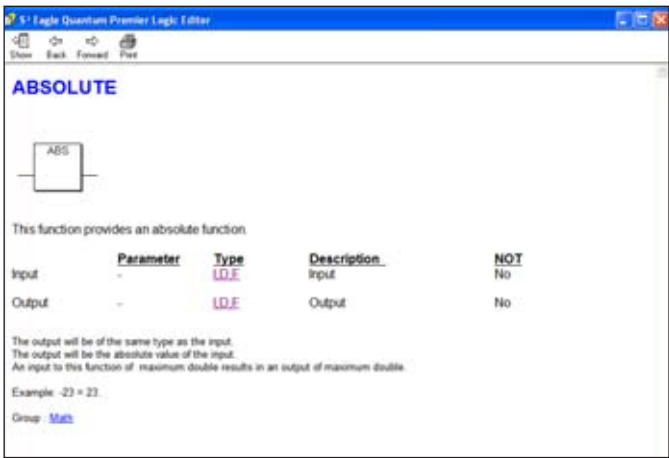 S³ Eagle Quantum Premier Logic Editor
Show Back Forward Print
ABSOLUTE
ABS
This function provides an absolute function.
Parameter Type Description NOT
Input - I,D,F Input No
Output - I,D,F Output No
The output will be of the same type as the input.
The output will be the absolute value of the input.
An input to this function of maximum double results in an output of maximum double.
Example: -23 = 23.
Group : Math